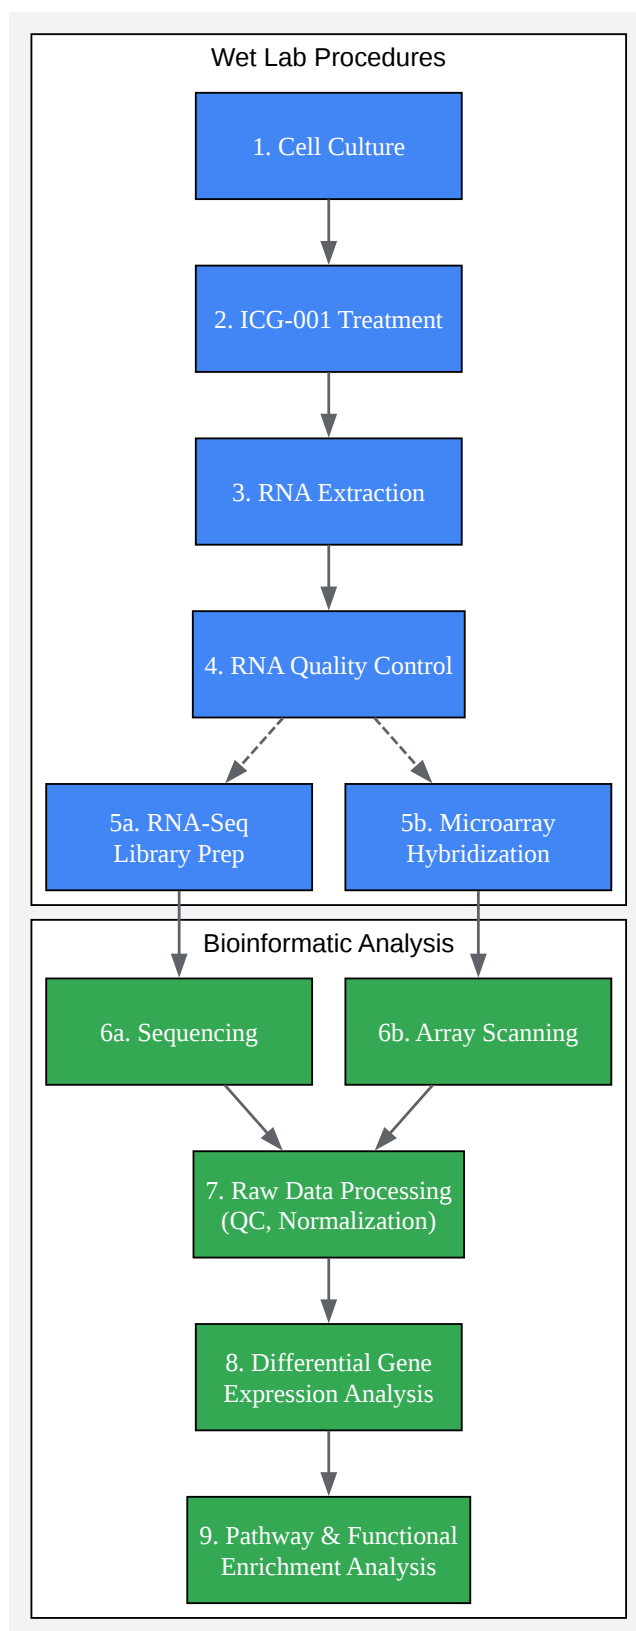 Wet Lab Procedures
1. Cell Culture
2. ICG-001 Treatment
3. RNA Extraction
4. RNA Quality Control
5a. RNA-Seq
Library Prep
5b. Microarray
Hybridization
Bioinformatic Analysis
6a. Sequencing
6b. Array Scanning
7. Raw Data Processing
(QC, Normalization)
8. Differential Gene
Expression Analysis
9. Pathway & Functional
Enrichment Analysis